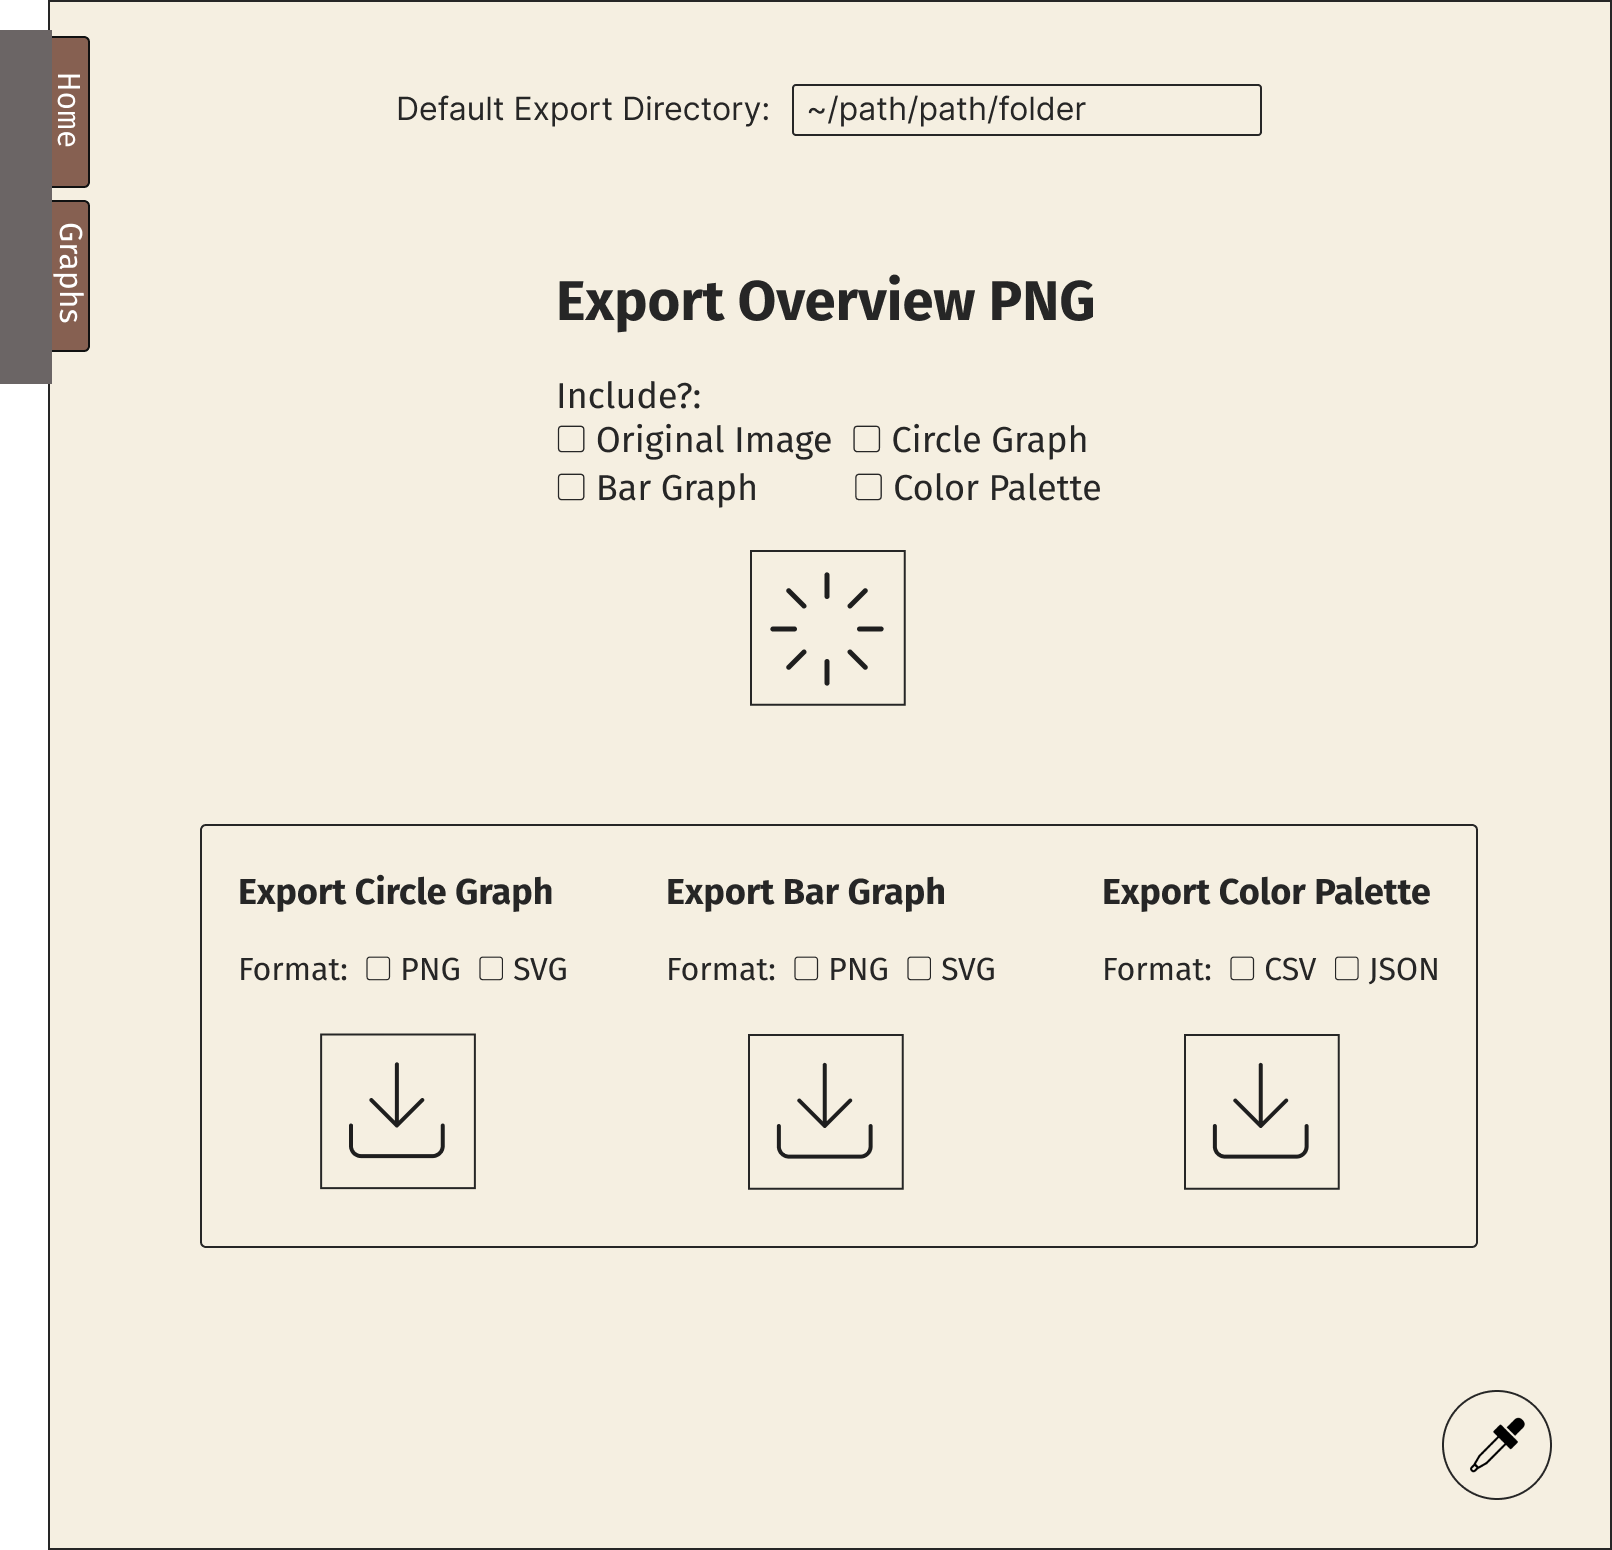 Home
Graphs
Default Export Directory: ~/path/path/folder
Export Overview PNG
Include?:
Original Image Circle Graph
Bar Graph Color Palette
Export Circle Graph Export Bar Graph Export Color Palette
Format: PNG SVG Format: PNG SVG Format: CSV JSON